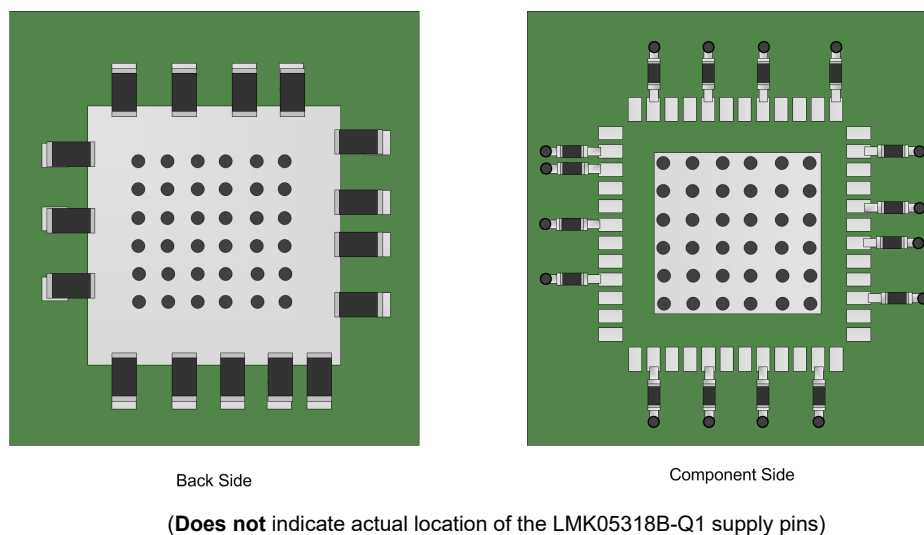 Back Side
Component Side
(Does not indicate actual location of the LMK05318B-Q1 supply pins)